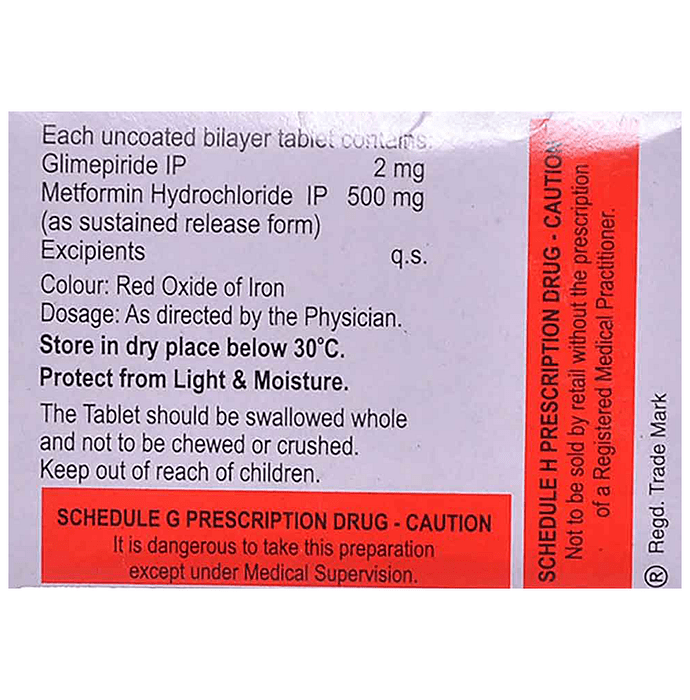 Each uncoated bilayer tablet contains:
Glimepiride IP 2 mg
Metformin Hydrochloride IP 500 mg
(as sustained release form)
Excipients q.s.
Colour: Red Oxide of Iron
Dosage: As directed by the Physician.
Store in dry place below 30°C.
Protect from Light & Moisture.
The Tablet should be swallowed whole
and not to be chewed or crushed.
Keep out of reach of children.
SCHEDULE G PRESCRIPTION DRUG - CAUTION
It is dangerous to take this preparation
except under Medical Supervision.
SCHEDULE H PRESCRIPTION DRUG - CAUTION
Not to be sold by retail without the prescription
of a Registered Medical Practitioner.
® Regd. Trade Mark